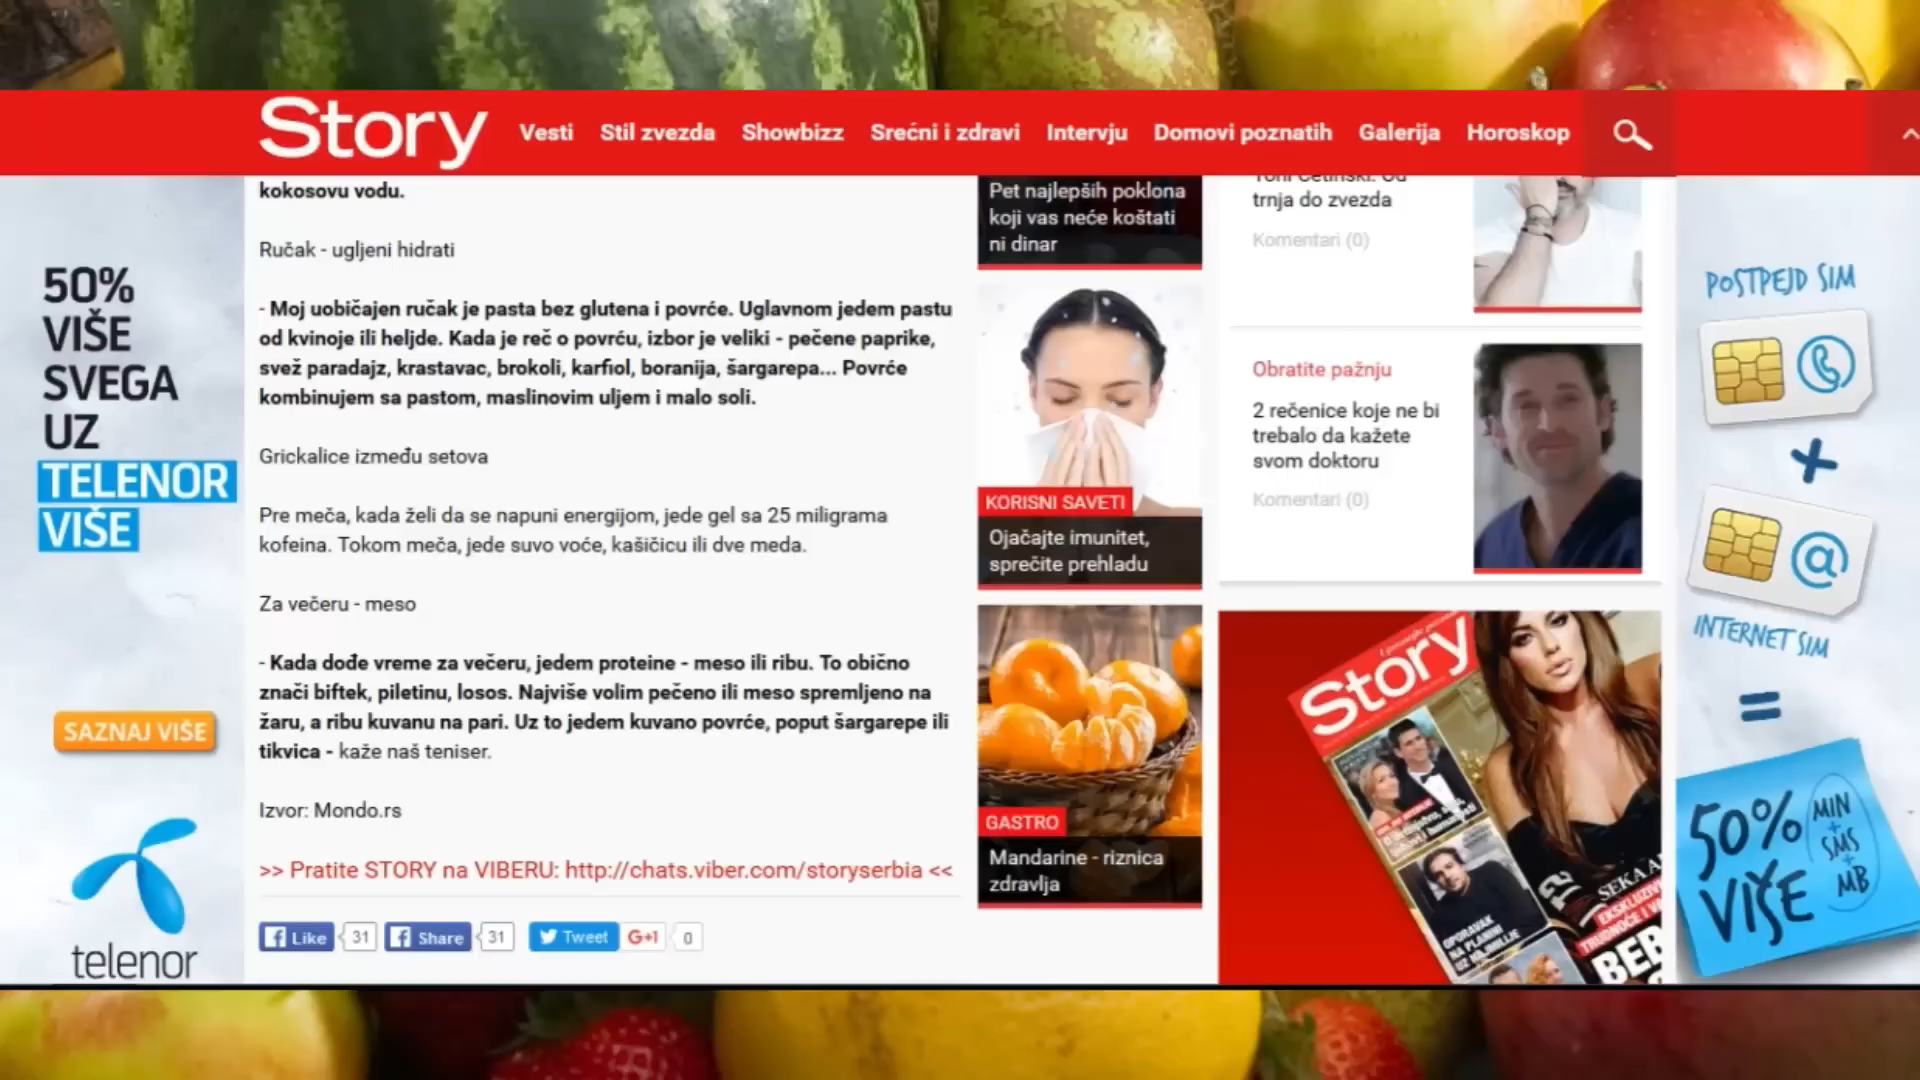 Story
Vesti
Stil zvezda
Showbizz
Srećni i zdravi
Intervju
Domovi poznatih
Galerija
Horoskop
50%
VIŠE
SVEGA
UZ
TELENOR
VIŠE
SAZNAJ VIŠE
telenor
kokosovu vodu.
Ručak - ugljeni hidrati
- Moj uobičajen ručak je pasta bez glutena i povrće. Uglavnom jedem pastu
od kvinoje ili heljde. Kada je reč o povrću, izbor je veliki - pečene paprike,
svež paradajz, krastavac, brokoli, karfiol, boranija, šargarepa... Povrće
kombinujem sa pastom, maslinovim uljem i malo soli.
Grickalice između setova
Pre meča, kada želi da se napuni energijom, jede gel sa 25 miligrama
kofeina. Tokom meča, jede suvo voće, kašičicu ili dve meda.
Za večeru - meso
- Kada dođe vreme za večeru, jedem proteine - meso ili ribu. To obično
znači biftek, piletinu, losos. Najviše volim pečeno ili meso spremljeno na
žaru, a ribu kuvanu na pari. Uz to jedem kuvano povrće, poput šargarepe ili
tikvica - kaže naš teniser.
Izvor: Mondo.rs
>> Pratite STORY na VIBERU: http://chats.viber.com/storyserbia <<
Like
31
Share
31
Tweet
G+1
0
Pet najlepših poklona
koji vas neće koštati
ni dinar
KORISNI SAVETI
Ojačajte imunitet,
sprečite prehladu
GASTRO
Mandarine - riznica
zdravlja
Toni Cetinski: Od
trnja do zvezda
Komentari (0)
Obratite pažnju
2 rečenice koje ne bi
trebalo da kažete
svom doktoru
Komentari (0)
Story
SEKA A
EKSKLUZIV
TRUDNOĆE I
BEB
OPORAVAK
NA PLANINI
POSTPEJD SIM
+
@
INTERNET SIM
=
50%
VIŠE
MIN
+
SMS
+
MB